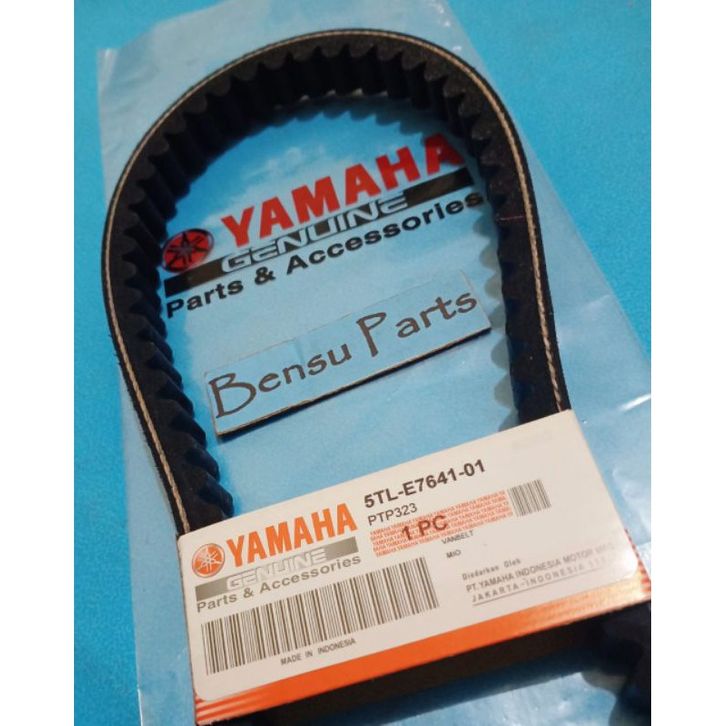 YAMAHA
GENUINE
Parts & Accessories
Bensu Parts
YAMAHA
GENUINE
Parts & Accessories
5TL-E7641-01
PTP323
1 PC
VANBELT
MIO
MADE IN INDONESIA
Diedarkan Oleh:
PT. YAMAHA INDONESIA MOTOR
JAKARTA-INDONESIA